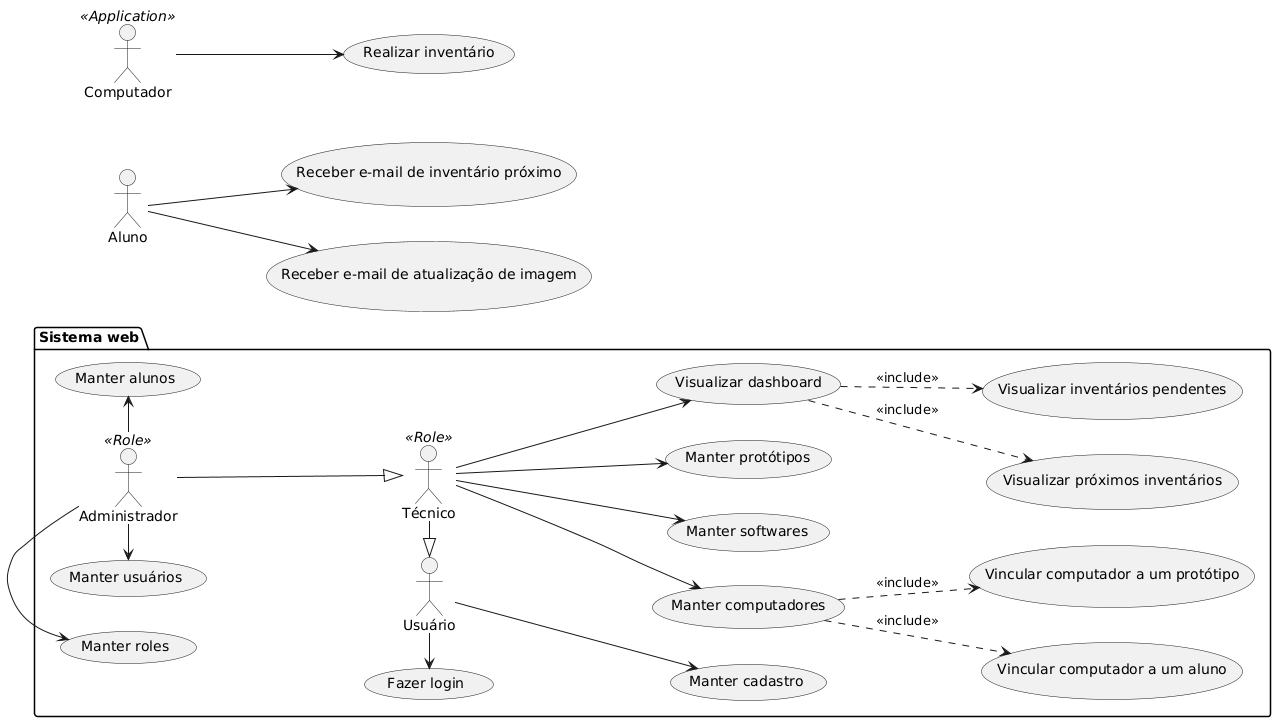 «Application»
Computador
Realizar inventário
Receber e-mail de inventário próximo
Aluno
Receber e-mail de atualização de imagem
Sistema web
Manter alunos
«Role»
Administrador
Manter usuários
Manter roles
«Role»
Técnico
Usuário
Fazer login
Visualizar dashboard
Manter protótipos
Manter softwares
Manter computadores
Manter cadastro
«include»
«include»
«include»
«include»
Visualizar inventários pendentes
Visualizar próximos inventários
Vincular computador a um protótipo
Vincular computador a um aluno